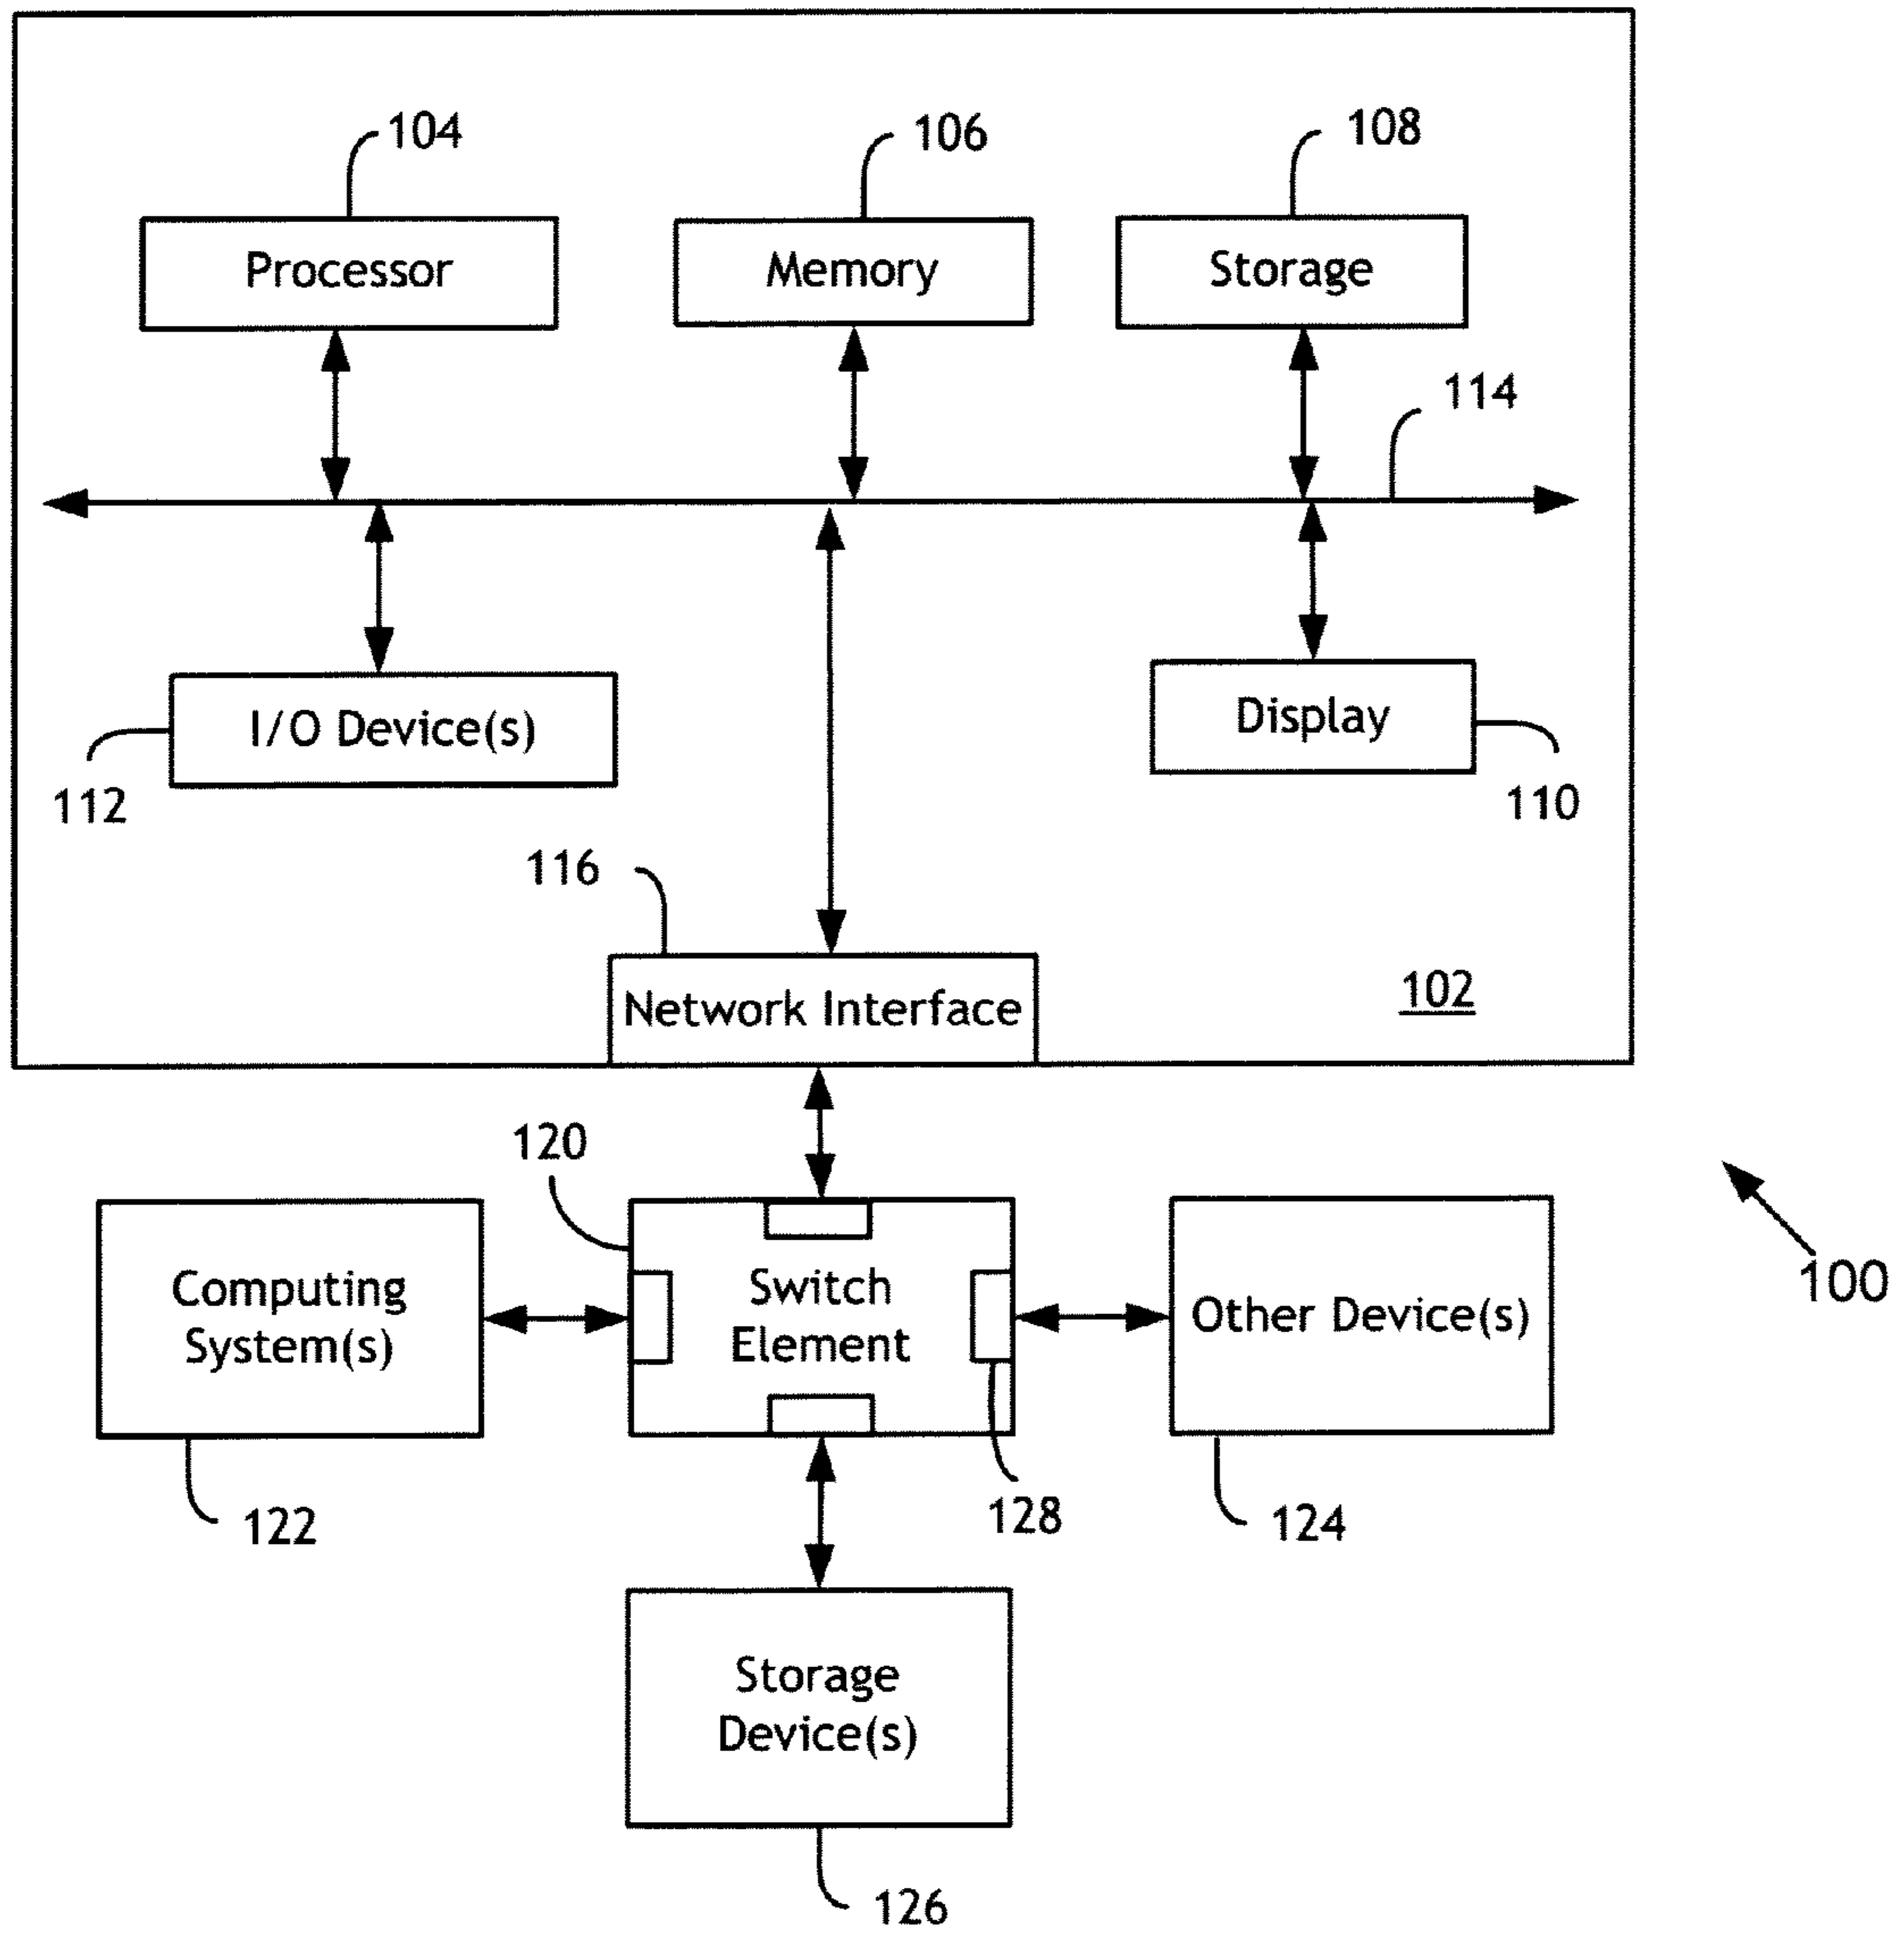 104
106
108
Processor
Memory
Storage
114
I/O Device(s)
Display
112
110
116
Network Interface
102
120
Computing
System(s)
Switch
Element
Other Device(s)
100
122
128
124
Storage
Device(s)
126